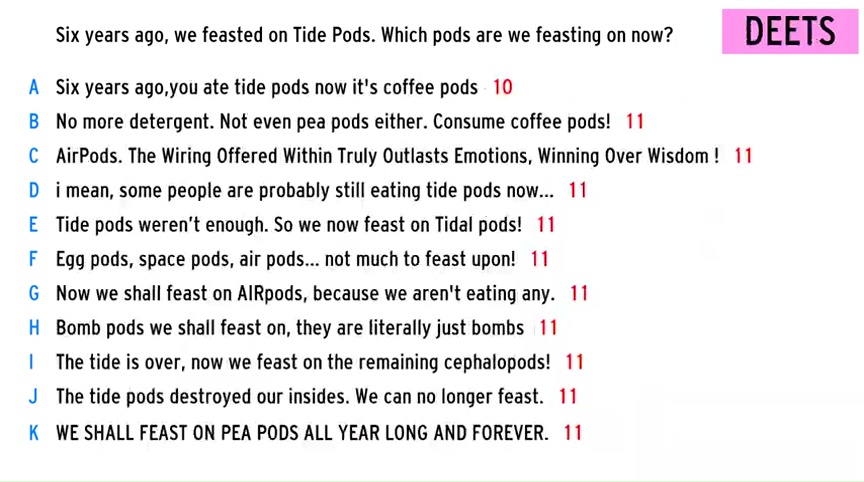 Six years ago, we feasted on Tide Pods. Which pods are we feasting on now?
DEETS
A Six years ago,you ate tide pods now it's coffee pods 10
B No more detergent. Not even pea pods either. Consume coffee pods! 11
C AirPods. The Wiring Offered Within Truly Outlasts Emotions, Winning Over Wisdom ! 11
D i mean, some people are probably still eating tide pods now... 11
E Tide pods weren't enough. So we now feast on Tidal pods! 11
F Egg pods, space pods, air pods... not much to feast upon! 11
G Now we shall feast on AIRpods, because we aren't eating any. 11
H Bomb pods we shall feast on, they are literally just bombs 11
I The tide is over, now we feast on the remaining cephalopods! 11
J The tide pods destroyed our insides. We can no longer feast. 11
K WE SHALL FEAST ON PEA PODS ALL YEAR LONG AND FOREVER. 11